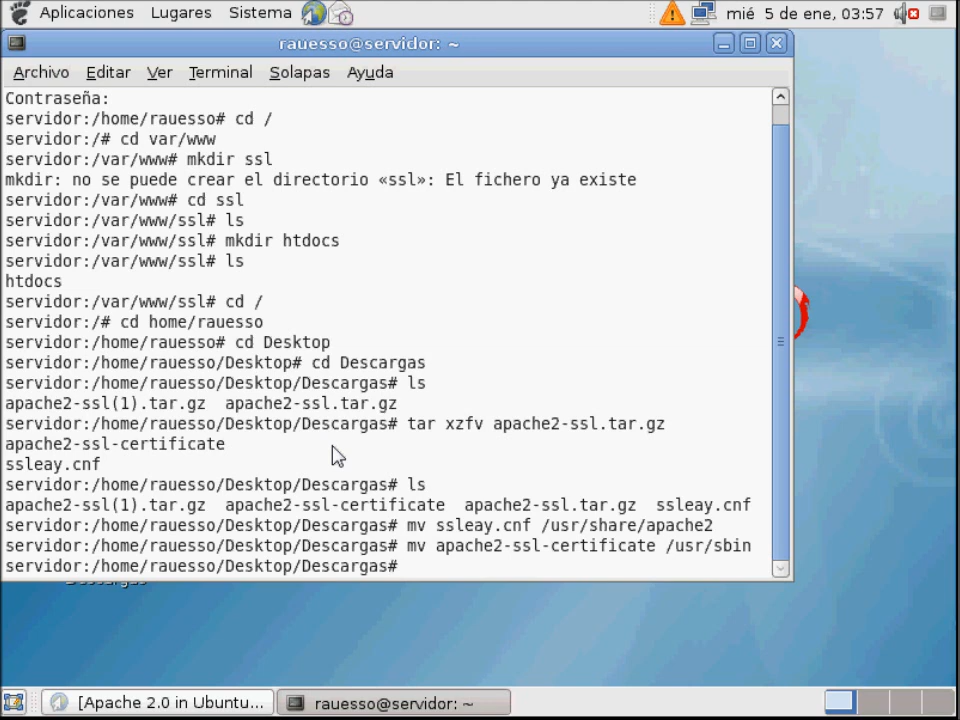 Aplicaciones Lugares Sistema mié 5 de ene, 03:57
rauesso@servidor: ~
Archivo Editar Ver Terminal Solapas Ayuda
Contraseña:
servidor:/home/rauesso# cd /
servidor:/# cd var/www
servidor:/var/www# mkdir ssl
mkdir: no se puede crear el directorio «ssl»: El fichero ya existe
servidor:/var/www# cd ssl
servidor:/var/www/ssl# ls
servidor:/var/www/ssl# mkdir htdocs
servidor:/var/www/ssl# ls
htdocs
servidor:/var/www/ssl# cd /
servidor:/# cd home/rauesso
servidor:/home/rauesso# cd Desktop
servidor:/home/rauesso/Desktop# cd Descargas
servidor:/home/rauesso/Desktop/Descargas# ls
apache2-ssl(1).tar.gz apache2-ssl.tar.gz
servidor:/home/rauesso/Desktop/Descargas# tar xzfv apache2-ssl.tar.gz
apache2-ssl-certificate
ssleay.cnf
servidor:/home/rauesso/Desktop/Descargas# ls
apache2-ssl(1).tar.gz apache2-ssl-certificate apache2-ssl.tar.gz ssleay.cnf
servidor:/home/rauesso/Desktop/Descargas# mv ssleay.cnf /usr/share/apache2
servidor:/home/rauesso/Desktop/Descargas# mv apache2-ssl-certificate /usr/sbin
servidor:/home/rauesso/Desktop/Descargas#
[Apache 2.0 in Ubuntu... rauesso@servidor: ~